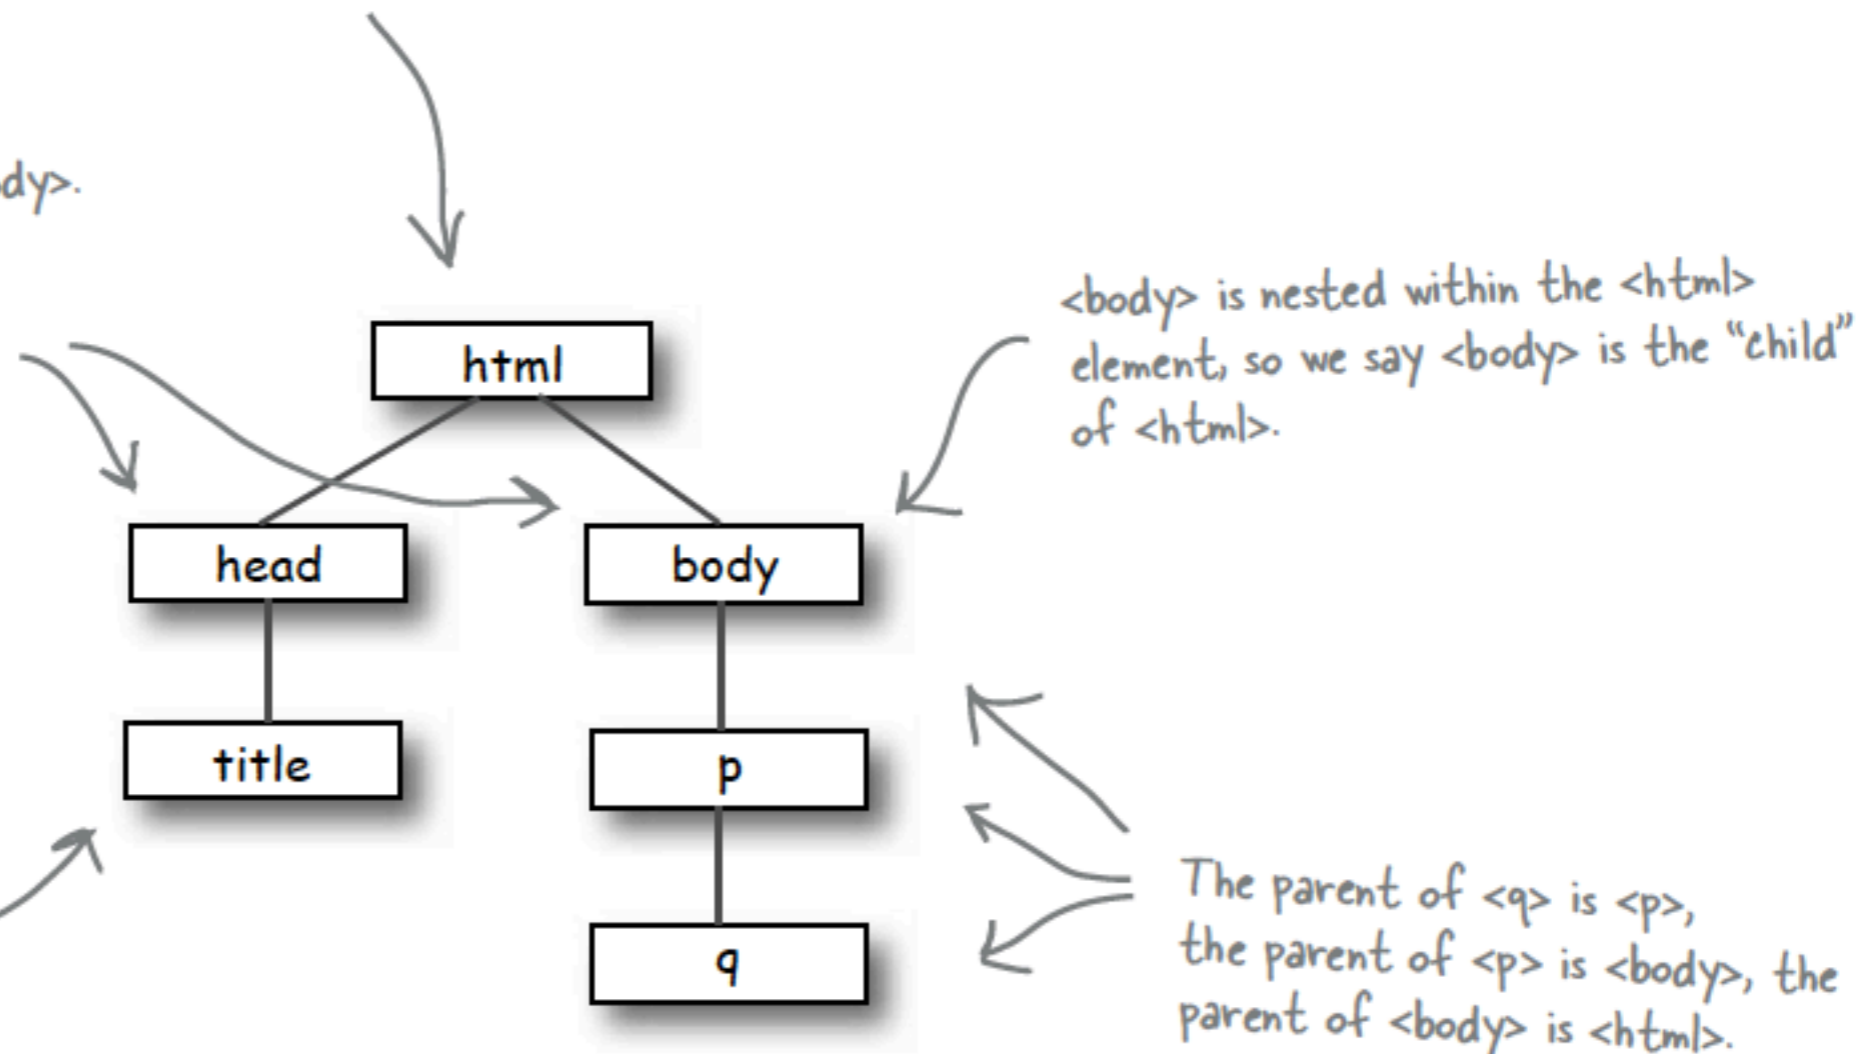 html
<body> is nested within the <html>
element, so we say <body> is the “child”
of <html>.
head
body
title
p
q
The parent of <q> is <p>,
the parent of <p> is <body>, the
parent of <body> is <html>.